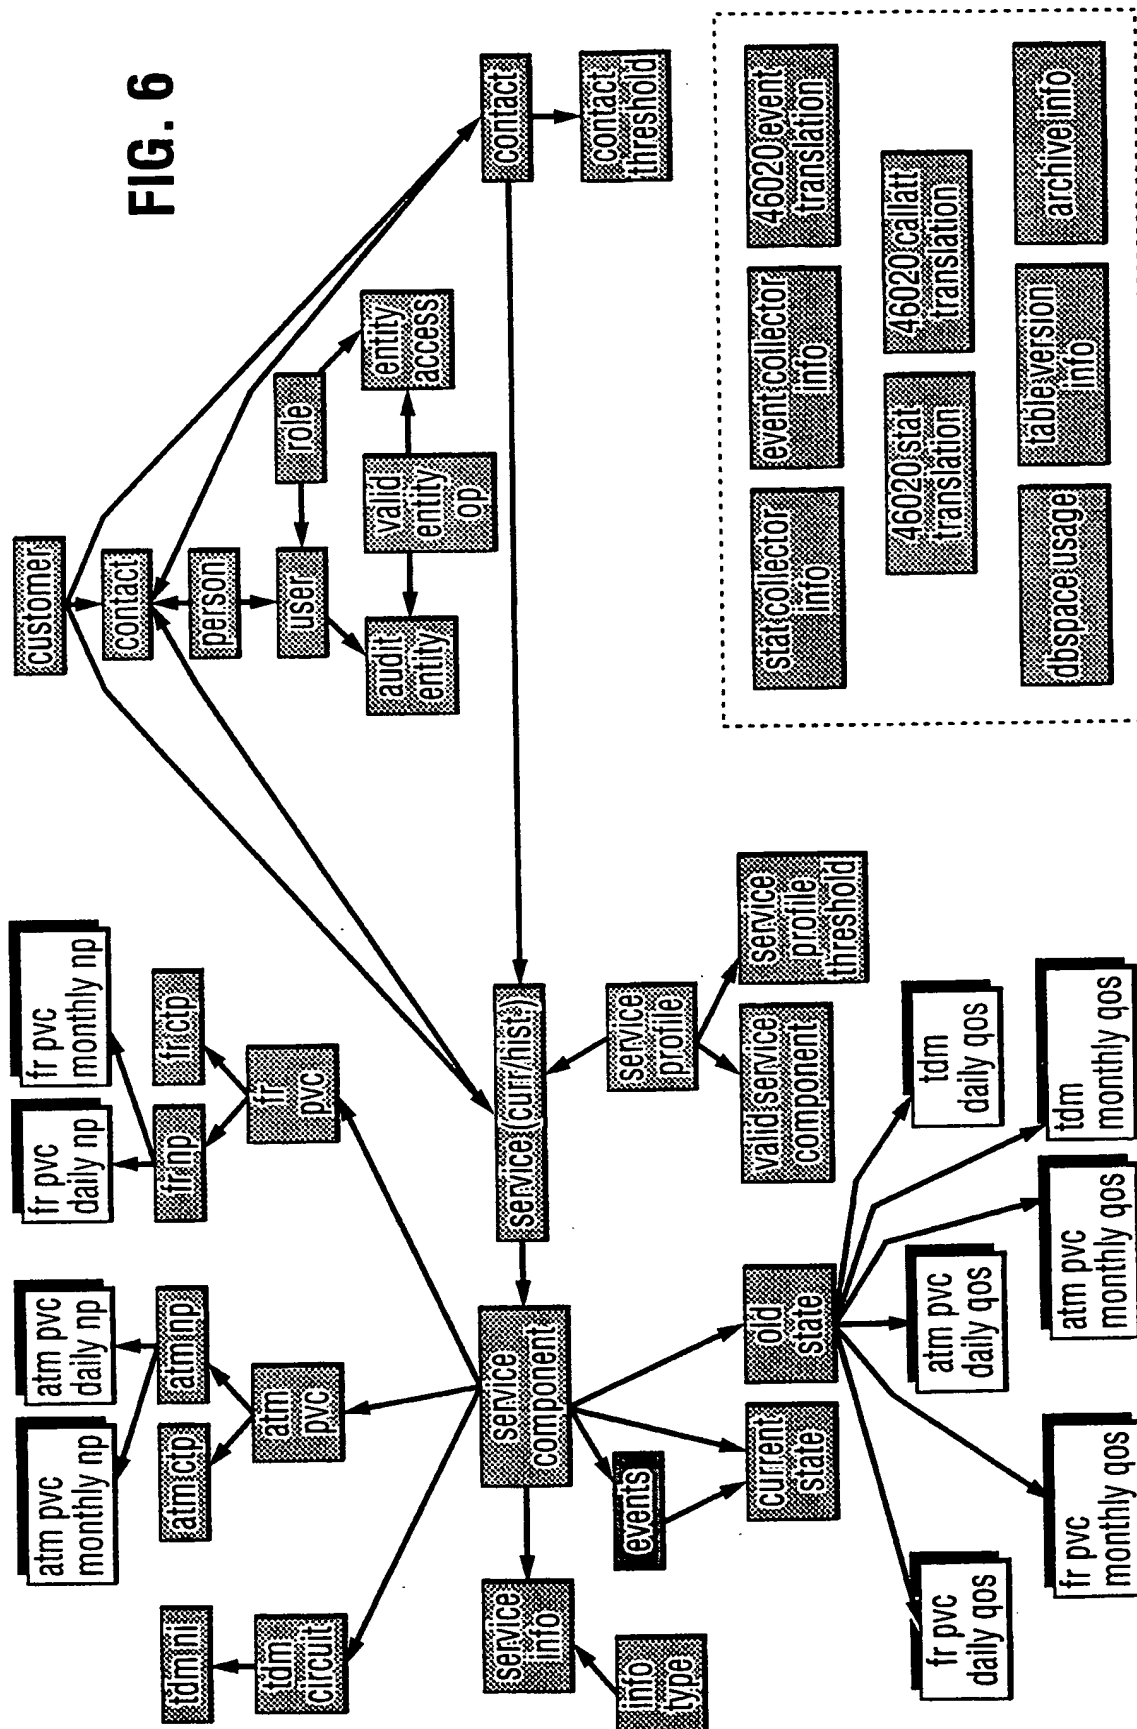 FIG. 6
customer
contact
person
user
role
audit
entity
valid
entity
op
entity
access
contact
contact
threshold
fr pvc
monthly np
fr pvc
daily np
fr ctp
fr np
fr
pvc
atm pvc
daily np
atm pvc
monthly np
atm np
atm ctp
atm
pvc
tdm ni
tdm
circuit
service (curr/hist.)
service
component
service
info
info
type
events
current
state
old
state
service
profile
valid service
component
service
profile
threshold
tdm
daily qos
tdm
monthly qos
atm pvc
daily qos
atm pvc
monthly qos
fr pvc
daily qos
fr pvc
monthly qos
stat collector
info
event collector
info
46020 event
translation
46020 stat
translation
46020 callatt
translation
dbspace usage
table version
info
archive info